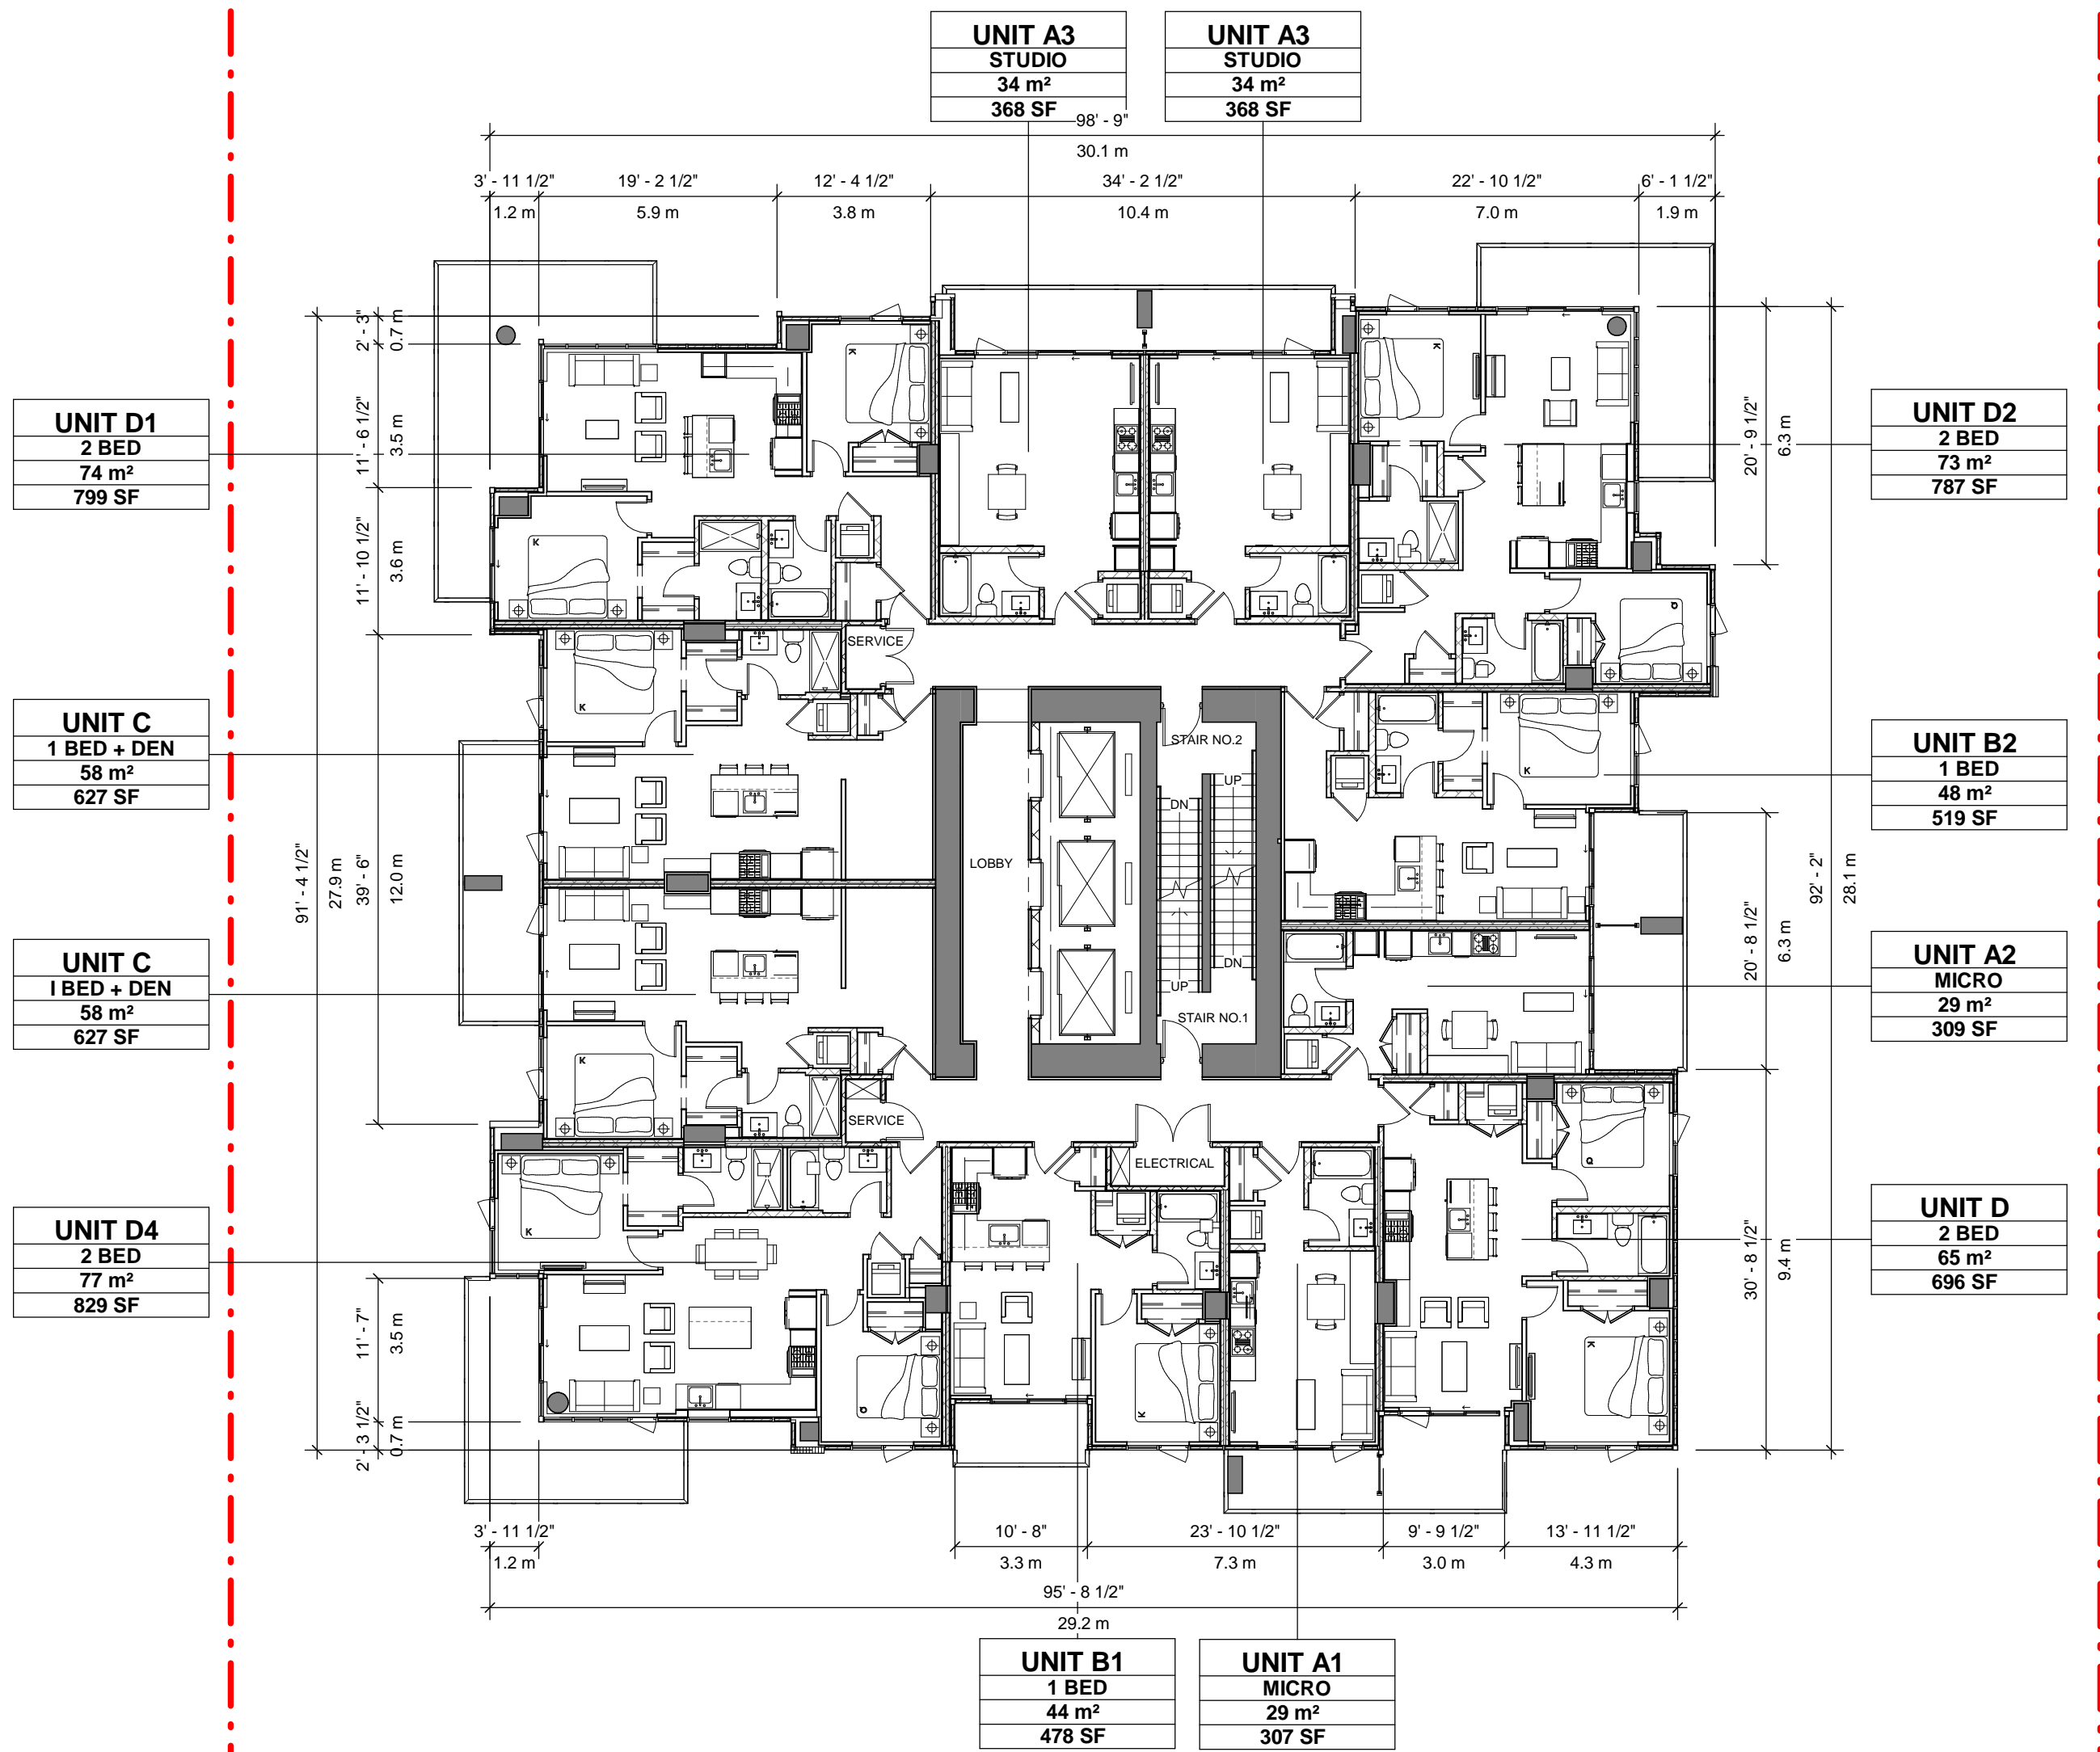 UNIT A3
STUDIO
34 m²
368 SF
UNIT A3
STUDIO
34 m²
368 SF
98' - 9"
30.1 m
3' - 11 1/2"
19' - 2 1/2"
12' - 4 1/2"
34' - 2 1/2"
22' - 10 1/2"
6' - 1 1/2"
1.2 m
5.9 m
3.8 m
10.4 m
7.0 m
1.9 m
2' - 3"
0.7 m
11' - 6 1/2"
3.5 m
11' - 10 1/2"
3.6 m
91' - 4 1/2"
27.9 m
39' - 6"
12.0 m
11' - 7"
3.5 m
2' - 3 1/2"
0.7 m
UNIT D1
2 BED
74 m²
799 SF
UNIT C
1 BED + DEN
58 m²
627 SF
UNIT C
I BED + DEN
58 m²
627 SF
UNIT D4
2 BED
77 m²
829 SF
K
K
K
K
K
K
Q
K
K
Q
K
Q
K
SERVICE
LOBBY
STAIR NO.2
UP
DN
DN
UP
STAIR NO.1
SERVICE
ELECTRICAL
20' - 9 1/2"
6.3 m
92' - 2"
28.1 m
20' - 8 1/2"
6.3 m
30' - 8 1/2"
9.4 m
UNIT D2
2 BED
73 m²
787 SF
UNIT B2
1 BED
48 m²
519 SF
UNIT A2
MICRO
29 m²
309 SF
UNIT D
2 BED
65 m²
696 SF
3' - 11 1/2"
10' - 8"
23' - 10 1/2"
9' - 9 1/2"
13' - 11 1/2"
1.2 m
3.3 m
7.3 m
3.0 m
4.3 m
95' - 8 1/2"
29.2 m
UNIT B1
1 BED
44 m²
478 SF
UNIT A1
MICRO
29 m²
307 SF